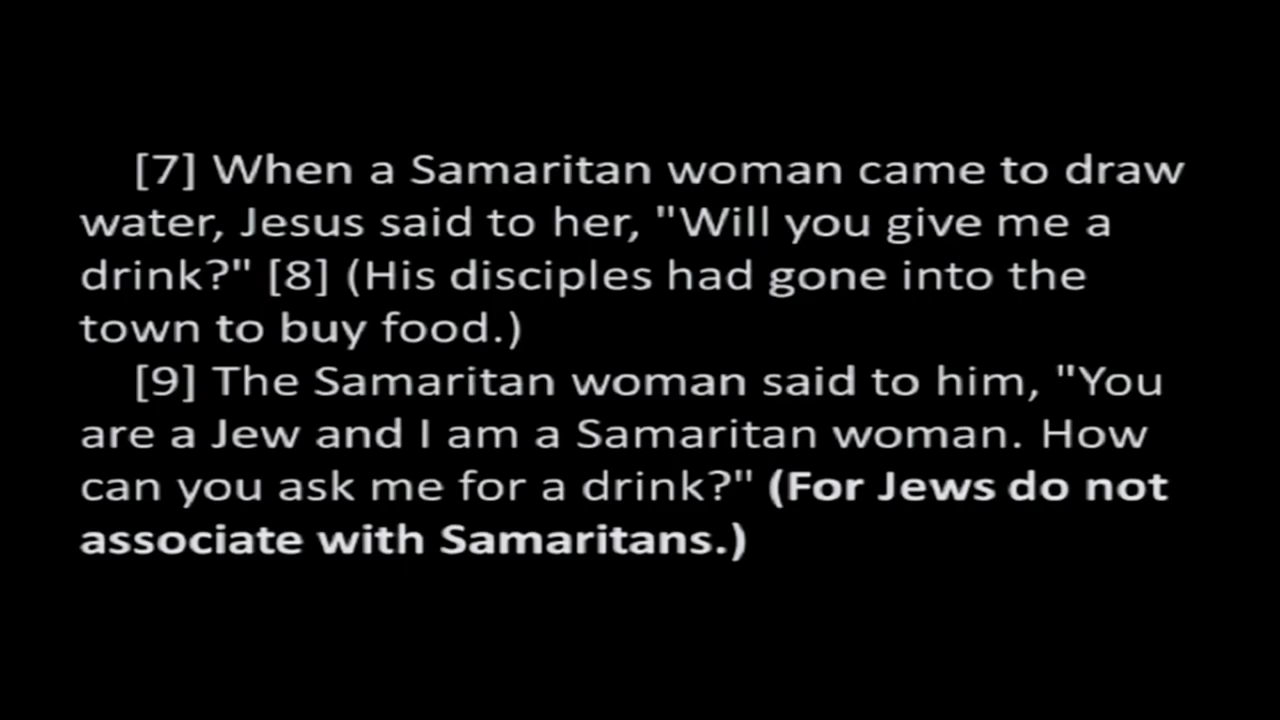 [7] When a Samaritan woman came to draw
water, Jesus said to her, "Will you give me a
drink?" [8] (His disciples had gone into the
town to buy food.)
[9] The Samaritan woman said to him, "You
are a Jew and I am a Samaritan woman. How
can you ask me for a drink?" (For Jews do not
associate with Samaritans.)